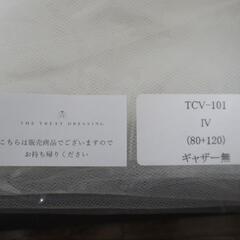 THE TREAT DRESSING
こちらは販売商品でございますので
お持ち帰りください
TCV-101
IV
(80+120)
ギャザー無